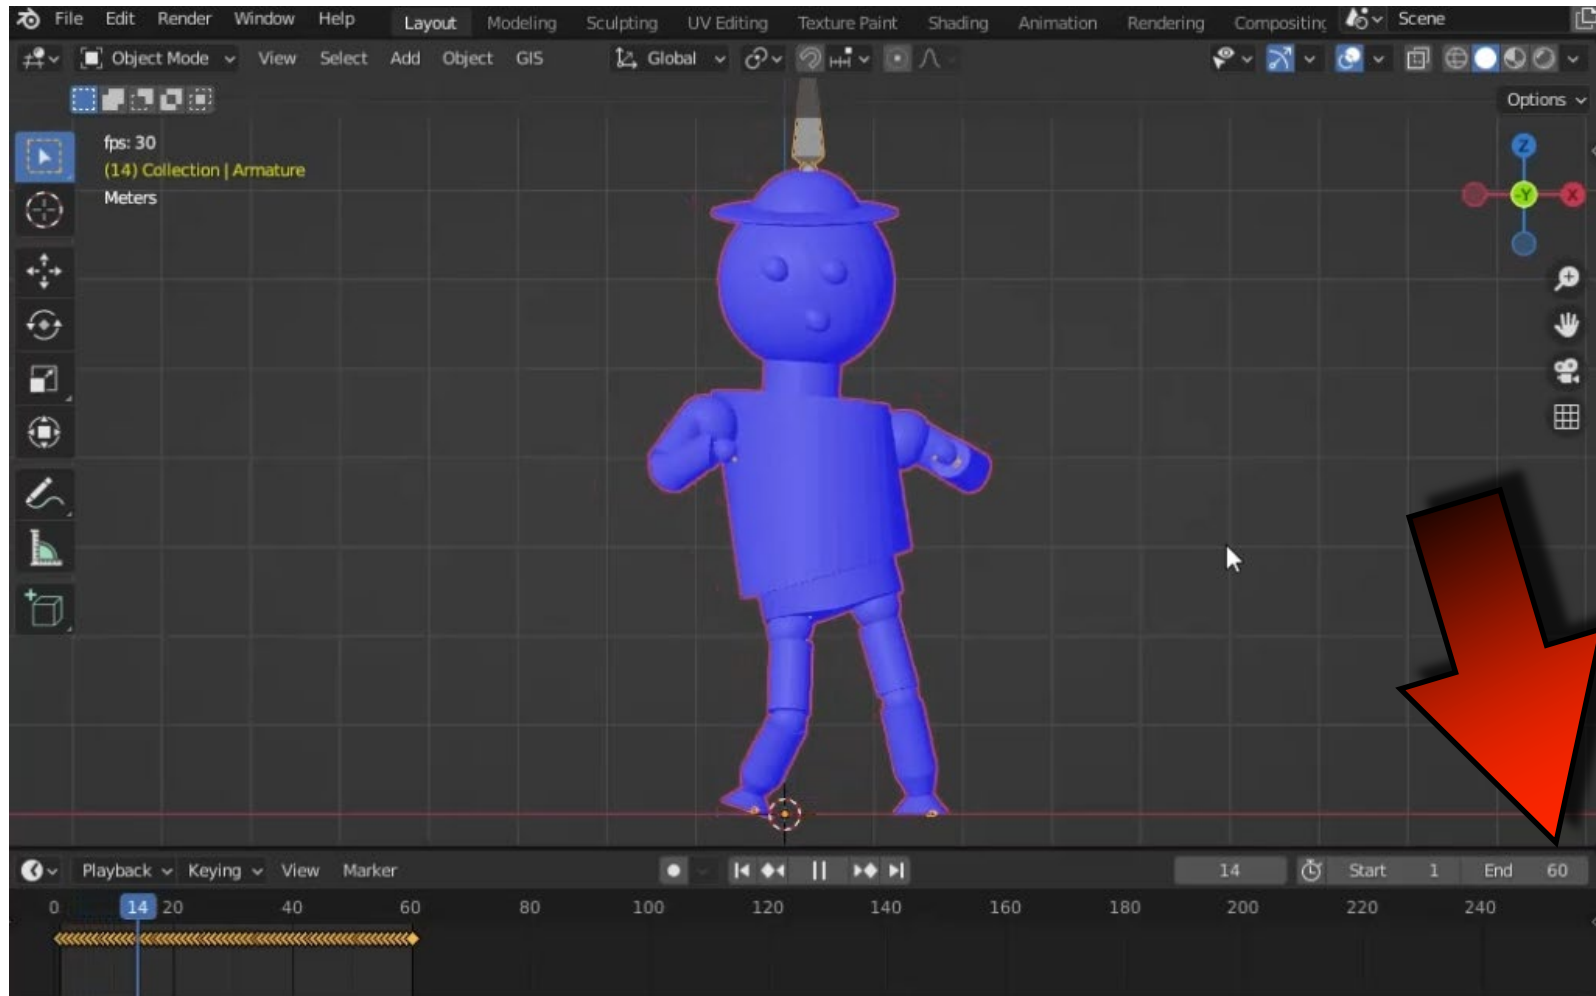 File Edit Render Window Help Layout Modeling Sculpting UV Editing Texture Paint Shading Animation Rendering Compositing Scene
Object Mode View Select Add Object GIS Global
Options
fps: 30
(14) Collection | Armature
Meters
Z
-Y X
Playback Keying View Marker 14 Start 1 End 60
0 14 20 40 60 80 100 120 140 160 180 200 220 240